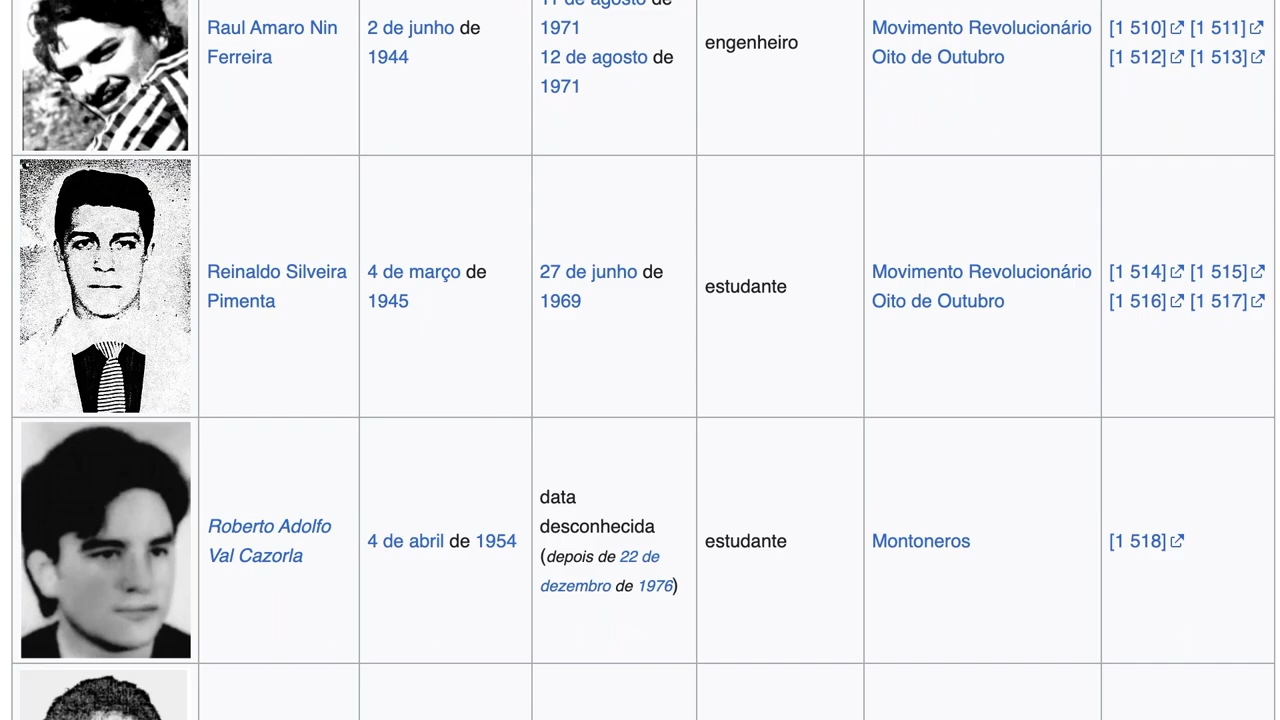 11 de agosto de
Raul Amaro Nin
Ferreira
2 de junho de
1944
1971
12 de agosto de
1971
engenheiro
Movimento Revolucionário
Oito de Outubro
[1 510] [1 511]
[1 512] [1 513]
Reinaldo Silveira
Pimenta
4 de março de
1945
27 de junho de
1969
estudante
Movimento Revolucionário
Oito de Outubro
[1 514] [1 515]
[1 516] [1 517]
Roberto Adolfo
Val Cazorla
4 de abril de 1954
data
desconhecida
(depois de 22 de
dezembro de 1976)
estudante
Montoneros
[1 518]